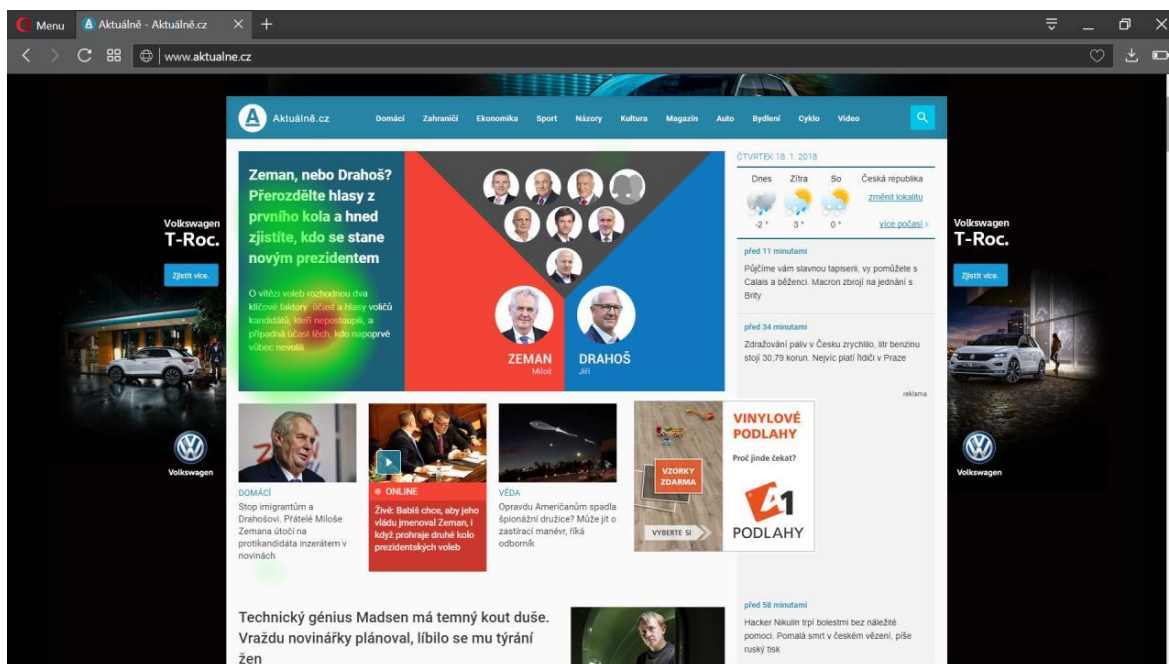 Menu
Aktuálně - Aktuálně.cz
www.aktualne.cz
Aktuálně.cz
Domácí Zahraničí Ekonomika Sport Názory Kultura Magazín Auto Bydlení Cyklo Video
Zeman, nebo Drahoš?
Přerozdělte hlasy z
prvního kola a hned
zjistíte, kdo se stane
novým prezidentem
O vítězi voleb rozhodnou dva
klíčové faktory: účast a hlasy voličů
kandidátů, kteří nepostoupili, a
případná účast těch, kdo napoprvé
vůbec nevolili.
ZEMAN
Miloš
DRAHOŠ
Jiří
ČTVRTEK 18. 1. 2018
Dnes Zítra So Česká republika
změnit lokalitu
-2 ° 3 ° 0 ° více počasí ›
před 11 minutami
Půjčíme vám slavnou tapiserii, vy pomůžete s
Calais a běženci. Macron zbrojí na jednání s
Brity
před 34 minutami
Zdražování paliv v Česku zrychlilo, litr benzinu
stojí 30,79 korun. Nejvíc platí řidiči v Praze
reklama
Volkswagen
T-Roc.
Zjistit více.
Volkswagen
Volkswagen
T-Roc.
Zjistit více.
Volkswagen
DOMÁCÍ
Stop imigrantům a
Drahošovi. Přátelé Miloše
Zemana útočí na
protikandidáta inzerátem v
novinách
ONLINE
Živě: Babiš chce, aby jeho
vládu jmenoval Zeman, i
když prohraje druhé kolo
prezidentských voleb
VĚDA
Opravdu Američanům spadla
špionážní družice? Může jít o
zastírací manévr, říká
odborník
VZORKY
ZDARMA
VYBERTE SI
VINYLOVÉ
PODLAHY
Proč jinde čekat?
A1
PODLAHY
Technický génius Madsen má temný kout duše.
Vraždu novinářky plánoval, líbilo se mu týrání
žen
před 58 minutami
Hacker Nikulin trpí bolestmi bez náležité
pomoci. Pomalá smrt v českém vězení, píše
ruský tisk